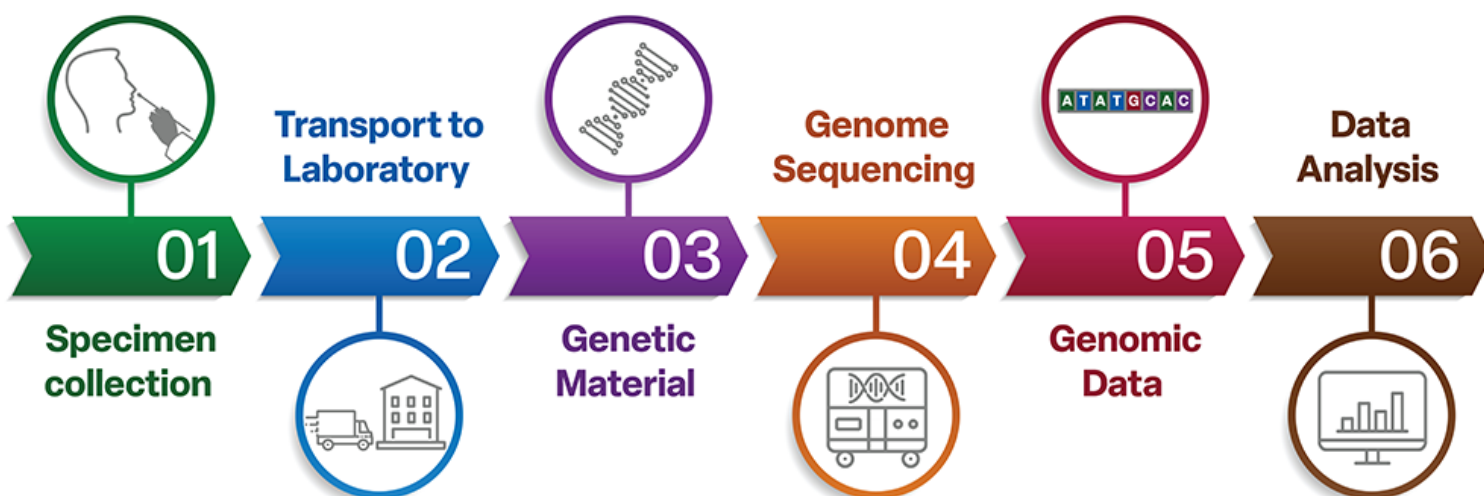 01
Specimen
collection
Transport to
Laboratory
02
03
Genetic
Material
Genome
Sequencing
04
ATATGCAC
05
Genomic
Data
Data
Analysis
06